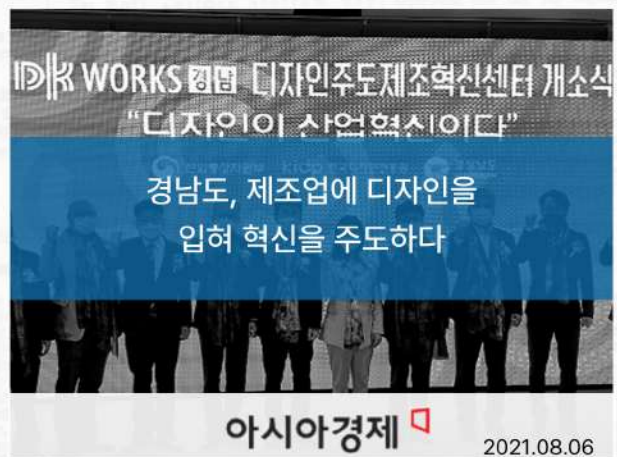 DK WORKS 경남 디자인주도제조혁신센터 개소식
"디자인이 산업혁신이다"
경남도, 제조업에 디자인을
입혀 혁신을 주도하다
아시아경제
2021.08.06